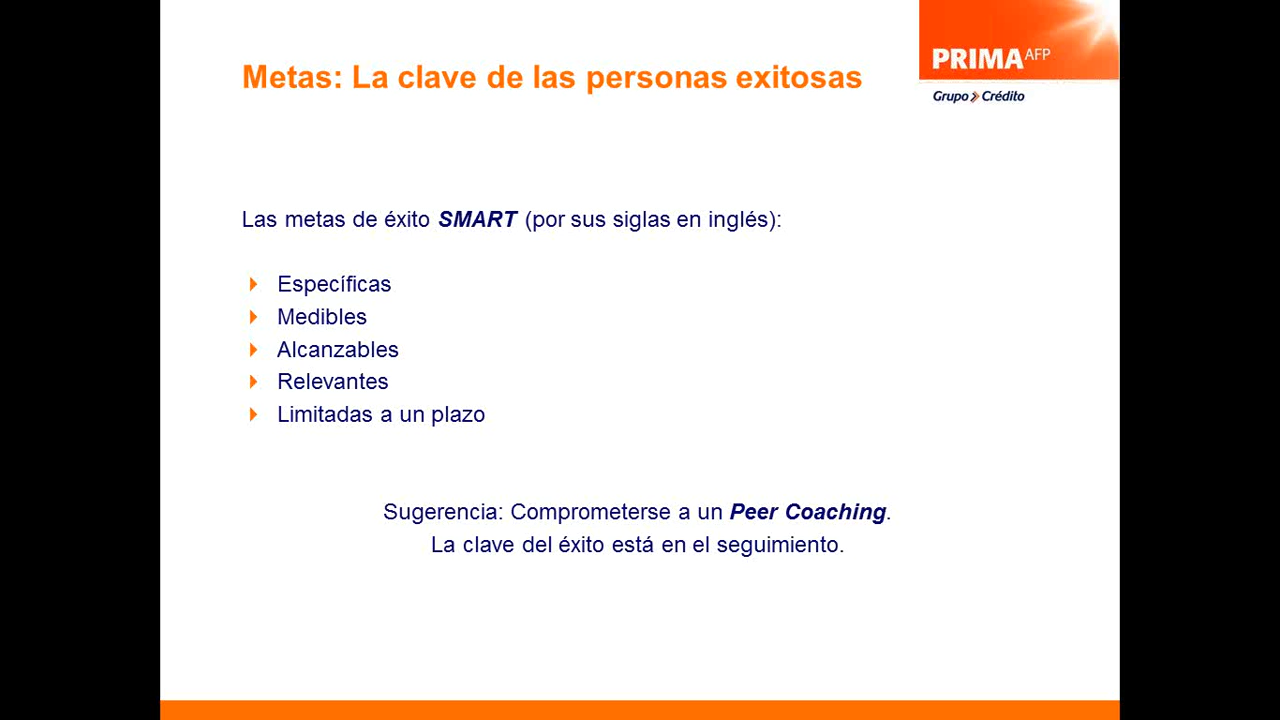 Metas: La clave de las personas exitosas
PRIMA AFP
Grupo Crédito
Las metas de éxito SMART (por sus siglas en inglés):
Específicas
Medibles
Alcanzables
Relevantes
Limitadas a un plazo
Sugerencia: Comprometerse a un Peer Coaching.
La clave del éxito está en el seguimiento.